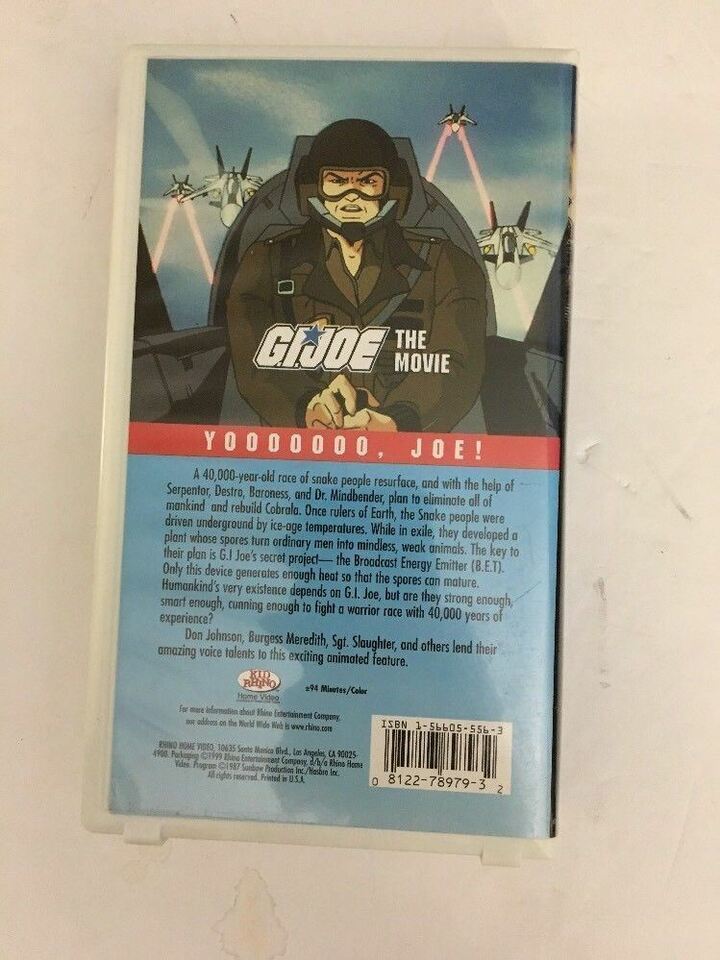 G.I.JOE THE
MOVIE
YOOOOOOO, JOE!
A 40,000-year-old race of snake people resurface, and with the help of
Serpentor, Destro, Baroness, and Dr. Mindbender, plan to eliminate all of
mankind and rebuild Cobrala. Once rulers of Earth, the Snake people were
driven underground by ice-age temperatures. While in exile, they developed a
plant whose spores turn ordinary men into mindless, weak animals. The key to
their plan is G.I Joe's secret project— the Broadcast Energy Emitter (B.E.T).
Only this device generates enough heat so that the spores can mature.
Humankind's very existence depends on G.I. Joe, but are they strong enough,
smart enough, cunning enough to fight a warrior race with 40,000 years of
experience?
Don Johnson, Burgess Meredith, Sgt. Slaughter, and others lend their
amazing voice talents to this exciting animated feature.
KID
RHINO
Home Video
±94 Minutes/Color
For more information about Rhino Entertainment Company,
our address on the World Wide Web is www.rhino.com
RHINO HOME VIDEO, 10635 Santa Monica Blvd., Los Angeles, CA 90025-
4900. Packaging ©1999 Rhino Entertainment Company, d/b/a Rhino Home
Video. Program ©1987 Sunbow Production Inc./Hasbro Inc.
All rights reserved. Printed in U.S.A.
ISBN 1-56605-556-3
0 8122-78979-3 2